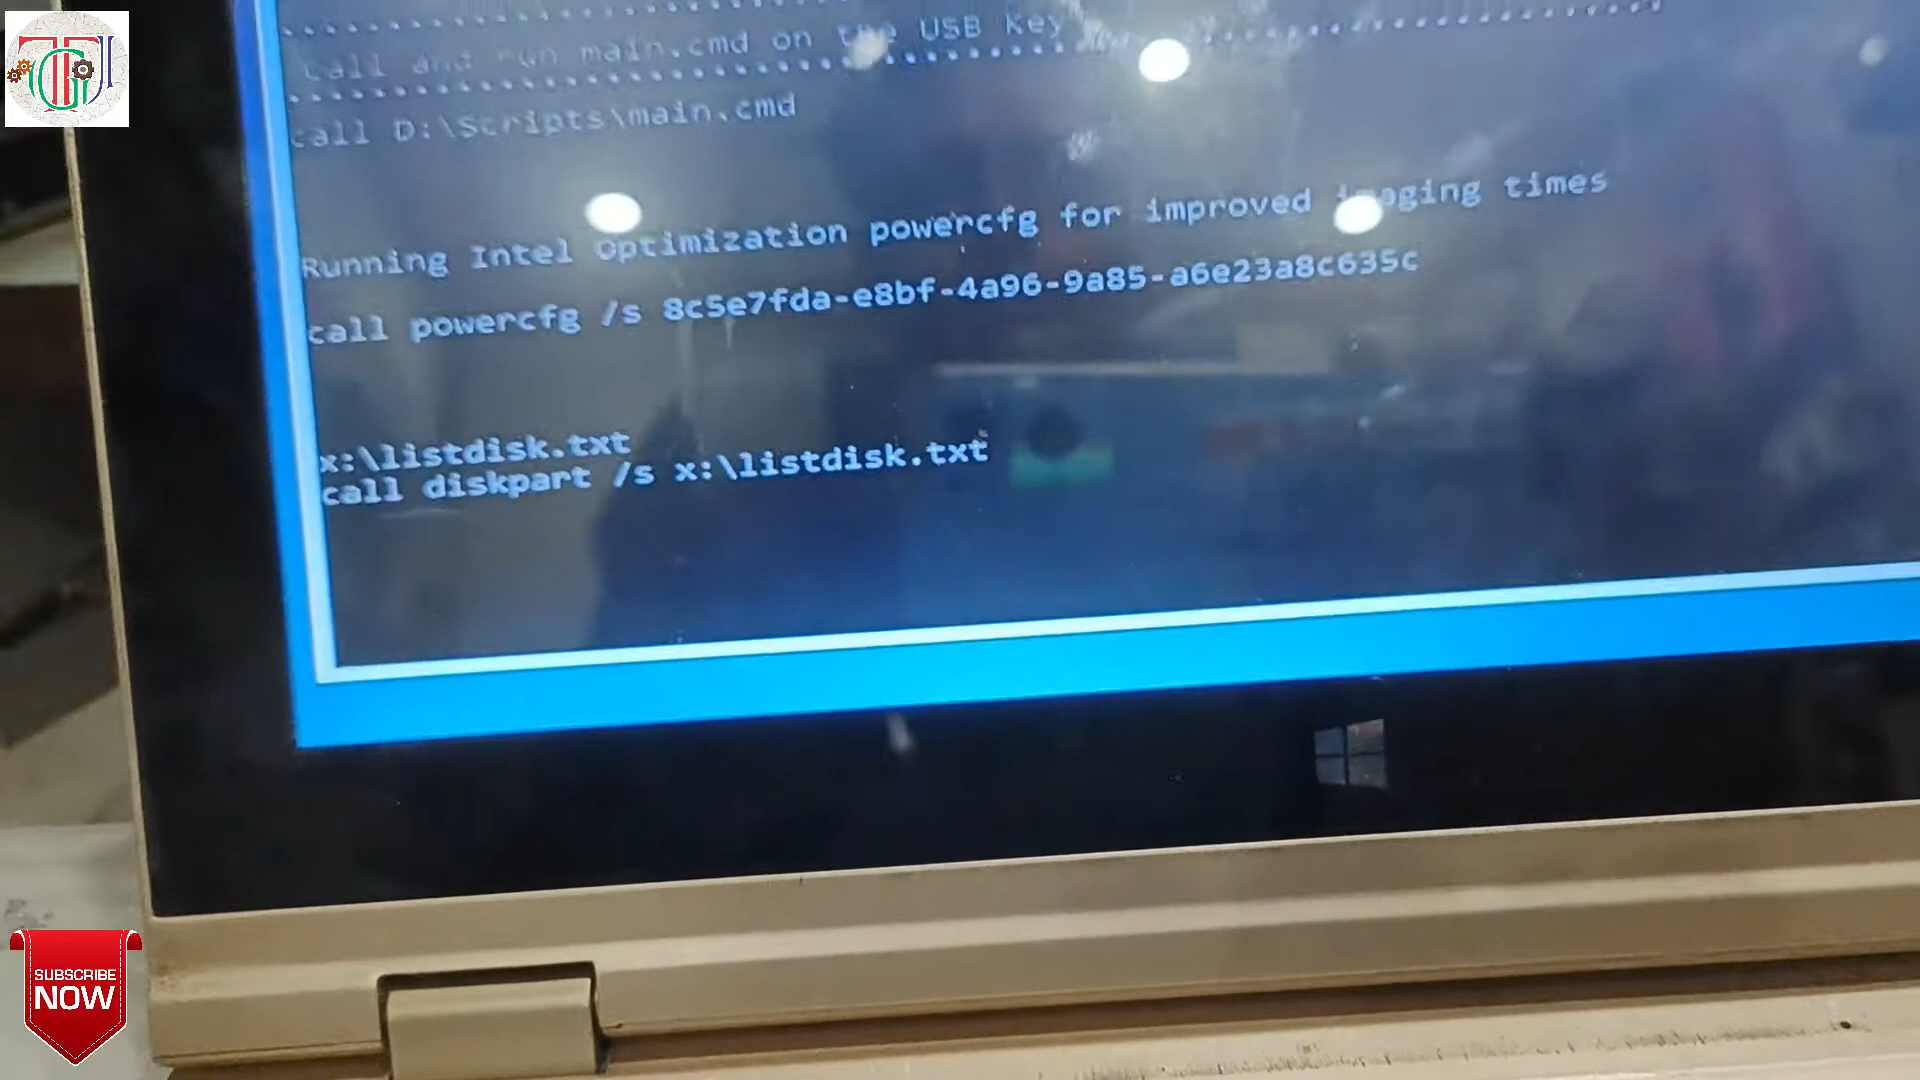 call and run main.cmd on the USB Key
call D:\Scripts\main.cmd
Running Intel Optimization powercfg for improved imaging times
call powercfg /s 8c5e7fda-e8bf-4a96-9a85-a6e23a8c635c
x:\listdisk.txt
call diskpart /s x:\listdisk.txt
SUBSCRIBE
NOW